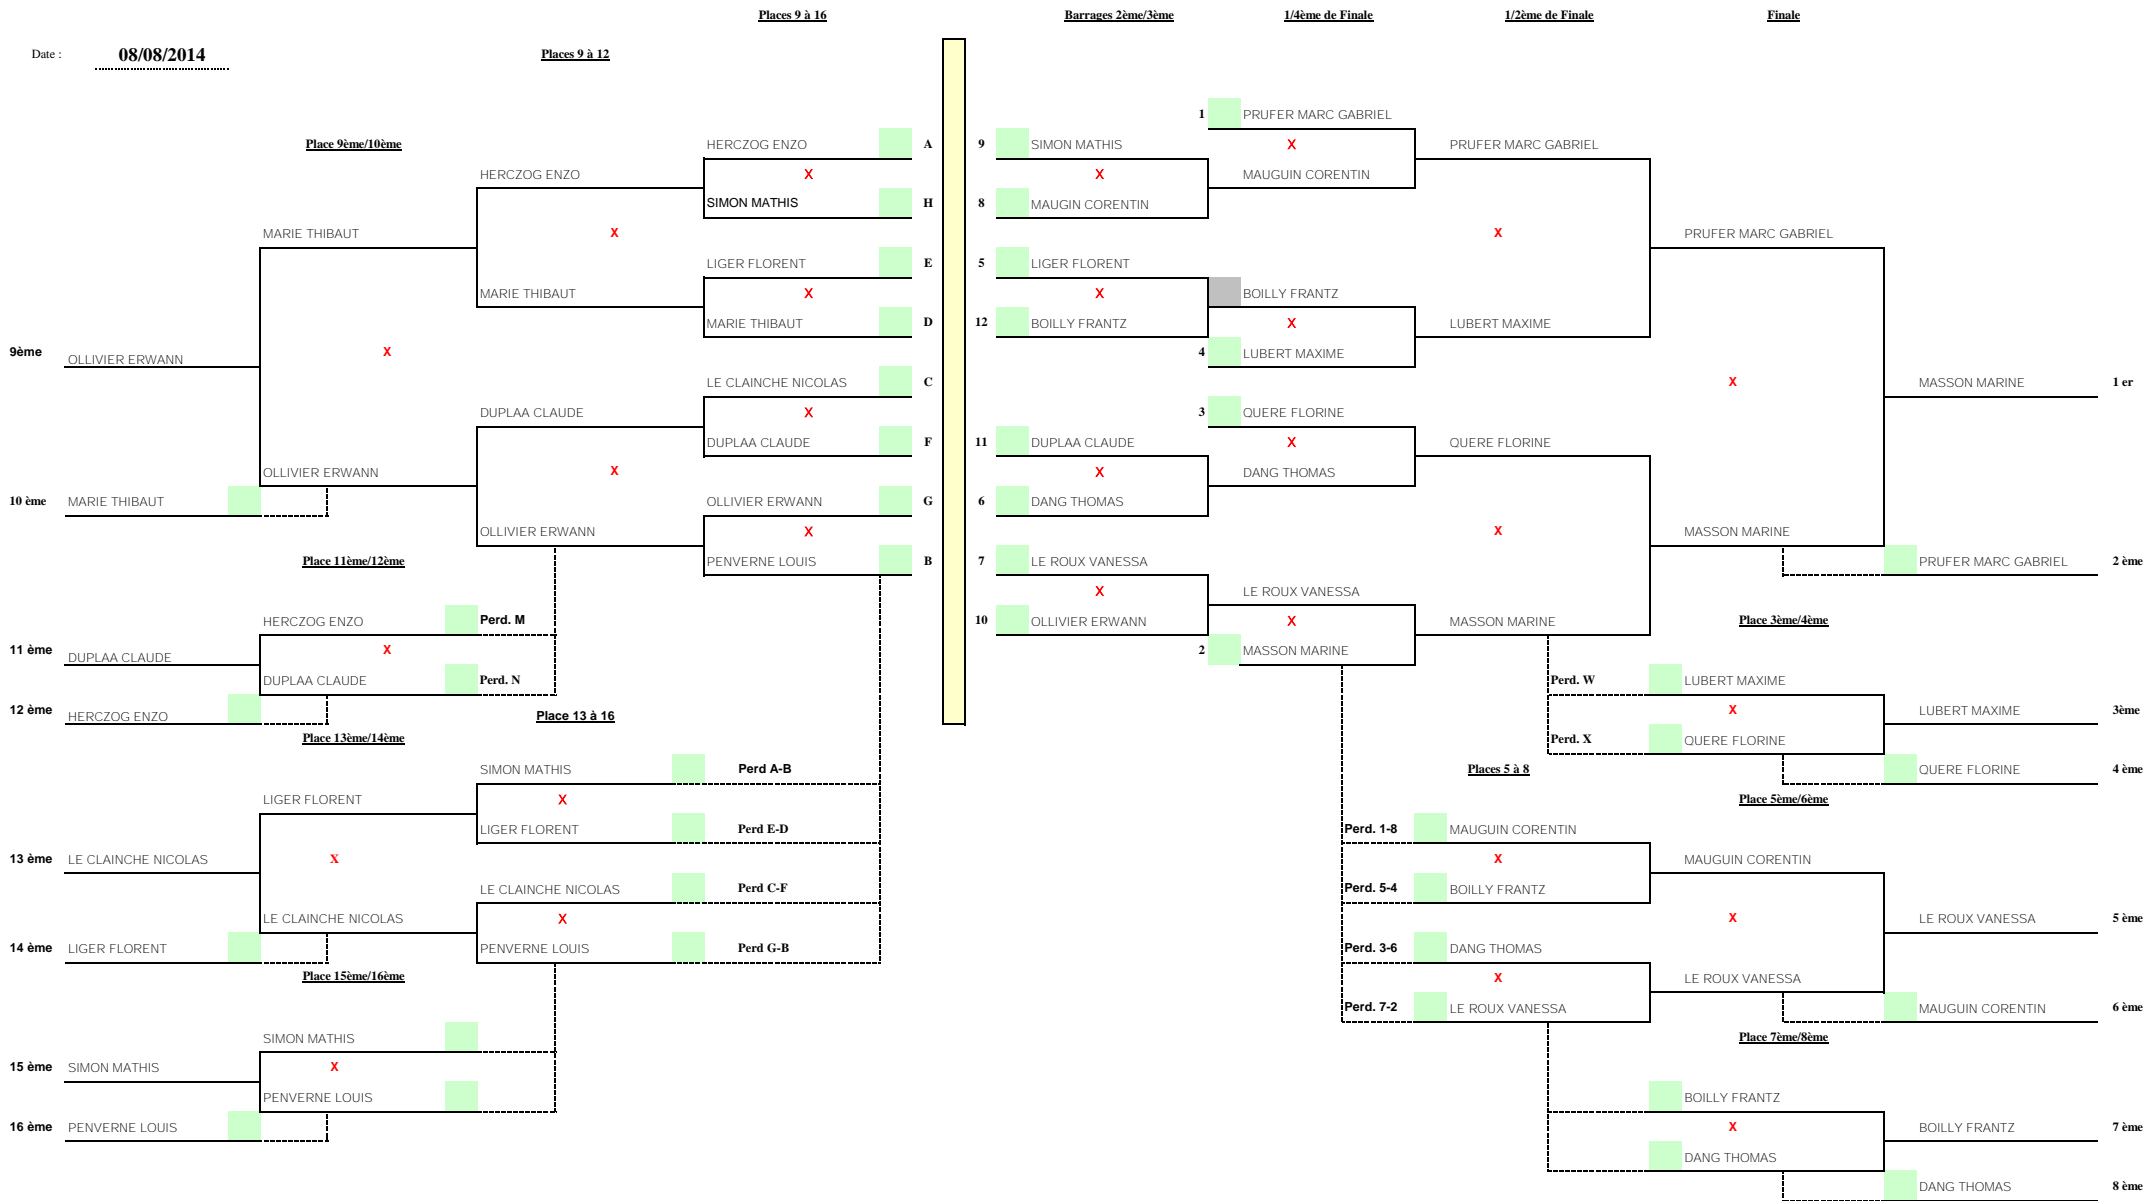 Places 9 à 16 Barrages 2ème/3ème 1/4ème de Finale 1/2ème de Finale Finale
Date : 08/08/2014 Places 9 à 12
1 PRUFER MARC GABRIEL
Place 9ème/10ème HERCZOG ENZO A 9 SIMON MATHIS X PRUFER MARC GABRIEL
HERCZOG ENZO X X MAUGUIN CORENTIN
SIMON MATHIS H 8 MAUGIN CORENTIN
MARIE THIBAUT X X PRUFER MARC GABRIEL
LIGER FLORENT E 5 LIGER FLORENT
MARIE THIBAUT X X BOILLY FRANTZ
MARIE THIBAUT D 12 BOILLY FRANTZ X LUBERT MAXIME
9ème OLLIVIER ERWANN X 4 LUBERT MAXIME
LE CLAINCHE NICOLAS C X MASSON MARINE 1 er
DUPLAA CLAUDE X 3 QUERE FLORINE
DUPLAA CLAUDE F 11 DUPLAA CLAUDE X QUERE FLORINE
OLLIVIER ERWANN X X DANG THOMAS
10 ème MARIE THIBAUT OLLIVIER ERWANN G 6 DANG THOMAS
OLLIVIER ERWANN X X MASSON MARINE
Place 11ème/12ème PENVERNE LOUIS B 7 LE ROUX VANESSA PRUFER MARC GABRIEL 2 ème
X LE ROUX VANESSA
HERCZOG ENZO Perd. M 10 OLLIVIER ERWANN X MASSON MARINE Place 3ème/4ème
11 ème DUPLAA CLAUDE X 2 MASSON MARINE
DUPLAA CLAUDE Perd. N Perd. W LUBERT MAXIME
12 ème HERCZOG ENZO Place 13 à 16 X LUBERT MAXIME 3ème
Place 13ème/14ème Perd. X QUERE FLORINE
SIMON MATHIS Perd A-B Places 5 à 8 QUERE FLORINE 4 ème
LIGER FLORENT X Place 5ème/6ème
LIGER FLORENT Perd E-D Perd. 1-8 MAUGUIN CORENTIN
13 ème LE CLAINCHE NICOLAS X X MAUGUIN CORENTIN
LE CLAINCHE NICOLAS Perd C-F Perd. 5-4 BOILLY FRANTZ
LE CLAINCHE NICOLAS X X LE ROUX VANESSA 5 ème
14 ème LIGER FLORENT PENVERNE LOUIS Perd G-B Perd. 3-6 DANG THOMAS
Place 15ème/16ème X LE ROUX VANESSA
Perd. 7-2 LE ROUX VANESSA MAUGUIN CORENTIN 6 ème
SIMON MATHIS Place 7ème/8ème
15 ème SIMON MATHIS X
PENVERNE LOUIS BOILLY FRANTZ
16 ème PENVERNE LOUIS X BOILLY FRANTZ 7 ème
DANG THOMAS
DANG THOMAS 8 ème